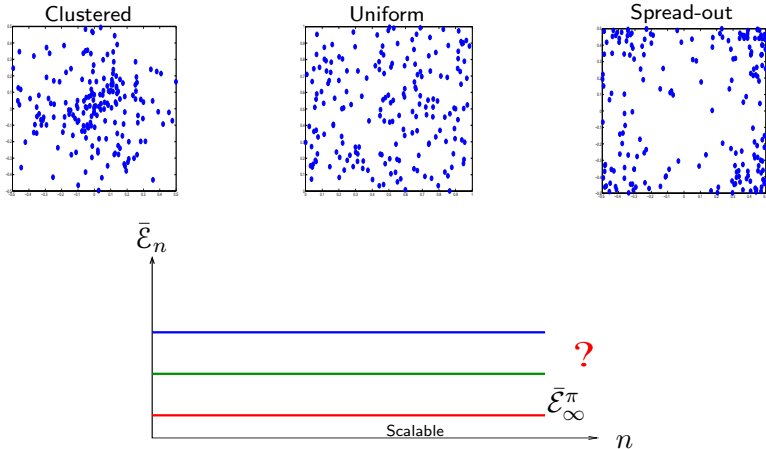 Clustered Uniform Spread-out
Ē_n
?
Ē^π_∞
Scalable
n